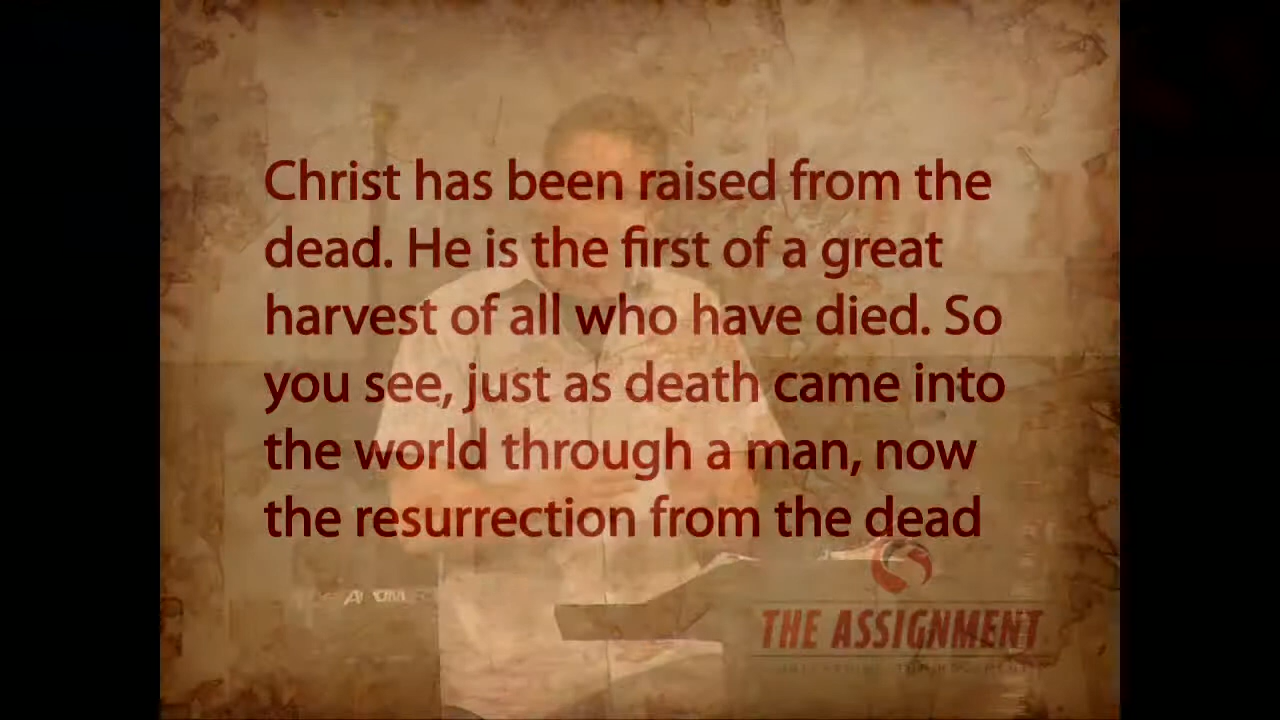 Christ has been raised from the
dead. He is the first of a great
harvest of all who have died. So
you see, just as death came into
the world through a man, now
the resurrection from the dead
THE ASSIGNMENT